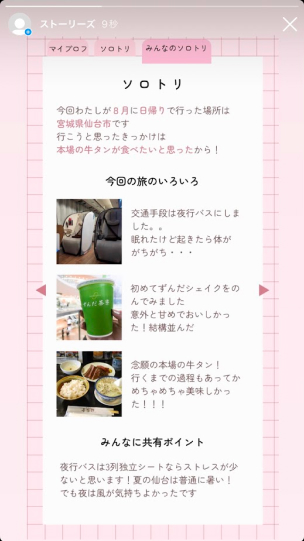 ストーリーズ 9秒
マイプロフ ソロトリ みんなのソロトリ
ソロトリ
今回わたしが8月に日帰りで行った場所は
宮城県仙台市です
行こうと思ったきっかけは
本場の牛タンが食べたいと思ったから!
今回の旅のいろいろ
交通手段は夜行バスにしま
した。。
眠れたけど起きたら体が
がちがち・・・
初めてずんだシェイクをの
んでみました
意外と甘めでおいしかっ
た!結構並んだ
ずんだ茶寮
念願の本場の牛タン!
行くまでの過程もあってか
めちゃめちゃ美味しかっ
た!!!
みんなに共有ポイント
夜行バスは3列独立シートならストレスが少
ないと思います!夏の仙台は普通に暑い!
でも夜は風が気持ちよかったです